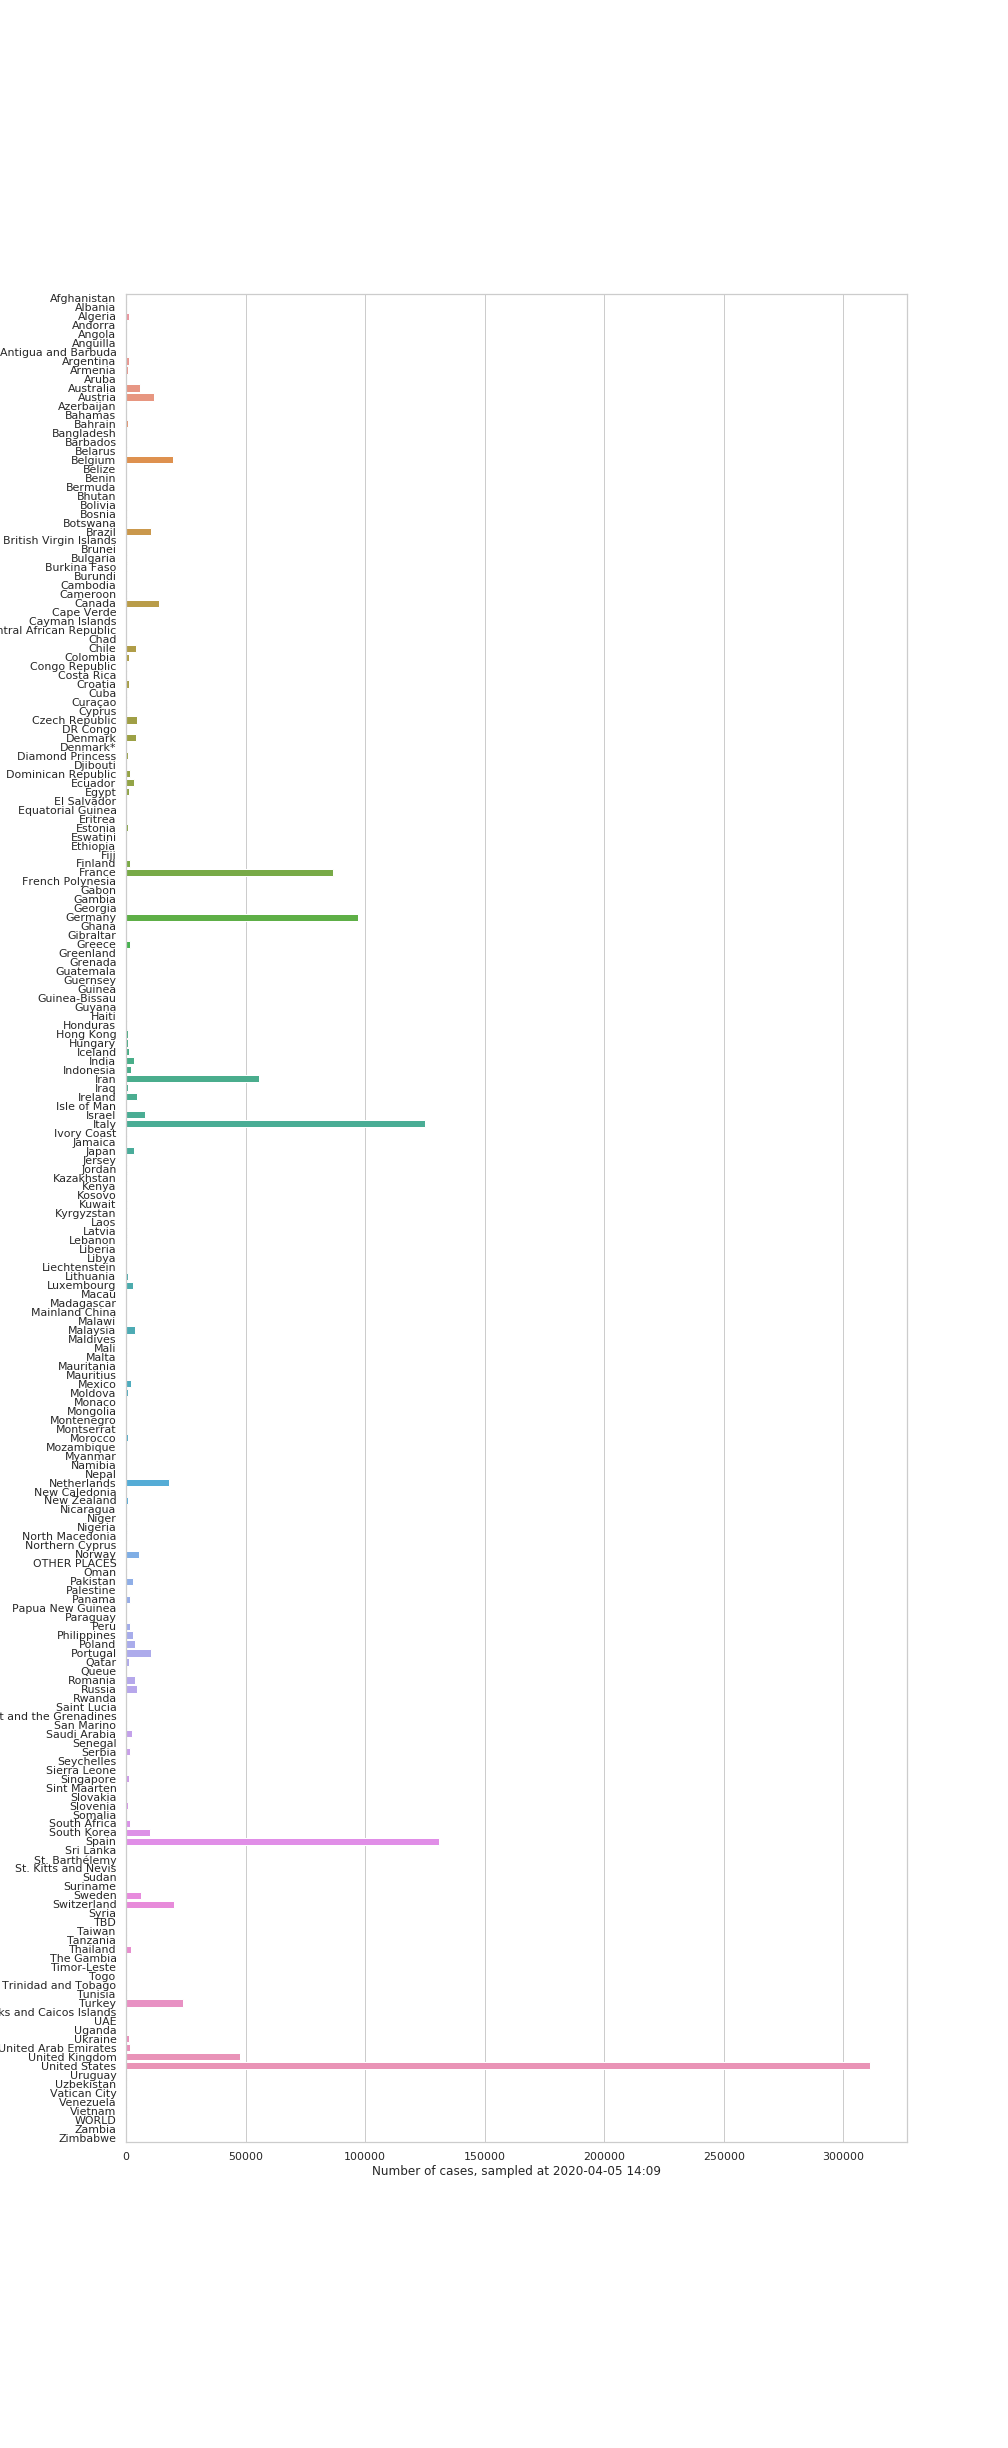 Afghanistan
Albania
Algeria
Andorra
Angola
Anguilla
Antigua and Barbuda
Argentina
Armenia
Aruba
Australia
Austria
Azerbaijan
Bahamas
Bahrain
Bangladesh
Barbados
Belarus
Belgium
Belize
Benin
Bermuda
Bhutan
Bolivia
Bosnia
Botswana
Brazil
British Virgin Islands
Brunei
Bulgaria
Burkina Faso
Burundi
Cambodia
Cameroon
Canada
Cape Verde
Cayman Islands
ntral African Republic
Chad
Chile
Colombia
Congo Republic
Costa Rica
Croatia
Cuba
Curaçao
Cyprus
Czech Republic
DR Congo
Denmark
Denmark*
Diamond Princess
Djibouti
Dominican Republic
Ecuador
Egypt
El Salvador
Equatorial Guinea
Eritrea
Estonia
Eswatini
Ethiopia
Fiji
Finland
France
French Polynesia
Gabon
Gambia
Georgia
Germany
Ghana
Gibraltar
Greece
Greenland
Grenada
Guatemala
Guernsey
Guinea
Guinea-Bissau
Guyana
Haiti
Honduras
Hong Kong
Hungary
Iceland
India
Indonesia
Iran
Iraq
Ireland
Isle of Man
Israel
Italy
Ivory Coast
Jamaica
Japan
Jersey
Jordan
Kazakhstan
Kenya
Kosovo
Kuwait
Kyrgyzstan
Laos
Latvia
Lebanon
Liberia
Libya
Liechtenstein
Lithuania
Luxembourg
Macau
Madagascar
Mainland China
Malawi
Malaysia
Maldives
Mali
Malta
Mauritania
Mauritius
Mexico
Moldova
Monaco
Mongolia
Montenegro
Montserrat
Morocco
Mozambique
Myanmar
Namibia
Nepal
Netherlands
New Caledonia
New Zealand
Nicaragua
Niger
Nigeria
North Macedonia
Northern Cyprus
Norway
OTHER PLACES
Oman
Pakistan
Palestine
Panama
Papua New Guinea
Paraguay
Peru
Philippines
Poland
Portugal
Qatar
Queue
Romania
Russia
Rwanda
Saint Lucia
t and the Grenadines
San Marino
Saudi Arabia
Senegal
Serbia
Seychelles
Sierra Leone
Singapore
Sint Maarten
Slovakia
Slovenia
Somalia
South Africa
South Korea
Spain
Sri Lanka
St. Barthélemy
St. Kitts and Nevis
Sudan
Suriname
Sweden
Switzerland
Syria
TBD
Taiwan
Tanzania
Thailand
The Gambia
Timor-Leste
Togo
Trinidad and Tobago
Tunisia
Turkey
ks and Caicos Islands
UAE
Uganda
Ukraine
United Arab Emirates
United Kingdom
United States
Uruguay
Uzbekistan
Vatican City
Venezuela
Vietnam
WORLD
Zambia
Zimbabwe
0 50000 100000 150000 200000 250000 300000
Number of cases, sampled at 2020-04-05 14:09